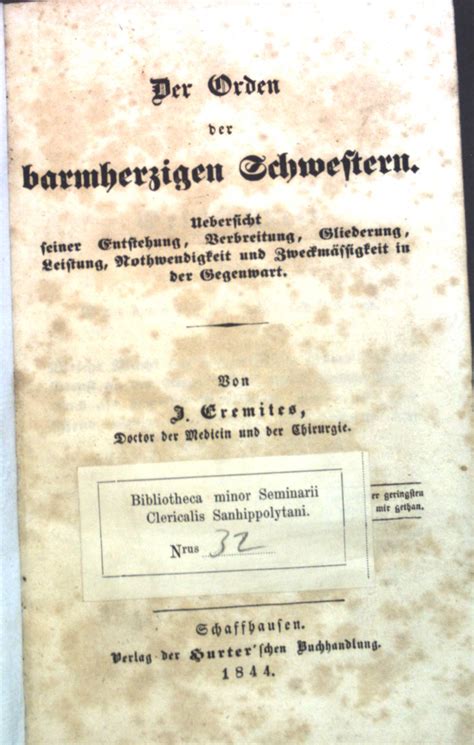 Der Orden
der
barmherzigen Schwestern.
Uebersicht
seiner Entstehung, Verbreitung, Gliederung,
Leistung, Nothwendigkeit und Zweckmässigkeit in
der Gegenwart.
Von
J. Eremites,
Doctor der Medicin und der Chirurgie.
er geringsten
mir gethan.
Bibliotheca minor Seminarii
Clericalis Sanhippolytani.
Nrus 32
Schaffhausen.
Verlag der Hurter'schen Buchhandlung.
1844.